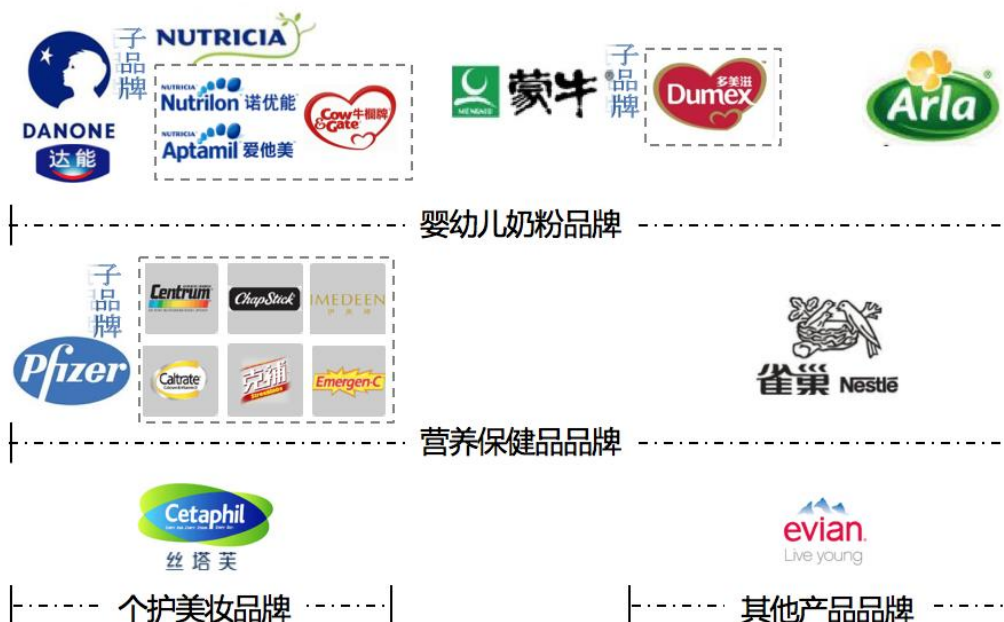 子品牌
NUTRICIA
DANONE
达能
NUTRICIA
Nutrilon 诺优能
NUTRICIA
Aptamil 爱他美
Cow & Gate 牛栏牌
MENGNIU
蒙牛
子品牌
多美滋
Dumex
Arla
婴幼儿奶粉品牌
子品牌
Pfizer
Centrum
ChapStick
IMEDEEN
Caltrate
克补
Stresstabs
Emergen-C
雀巢 Nestlé
营养保健品品牌
Cetaphil
丝塔芙
evian.
Live young
个护美妆品牌
其他产品品牌